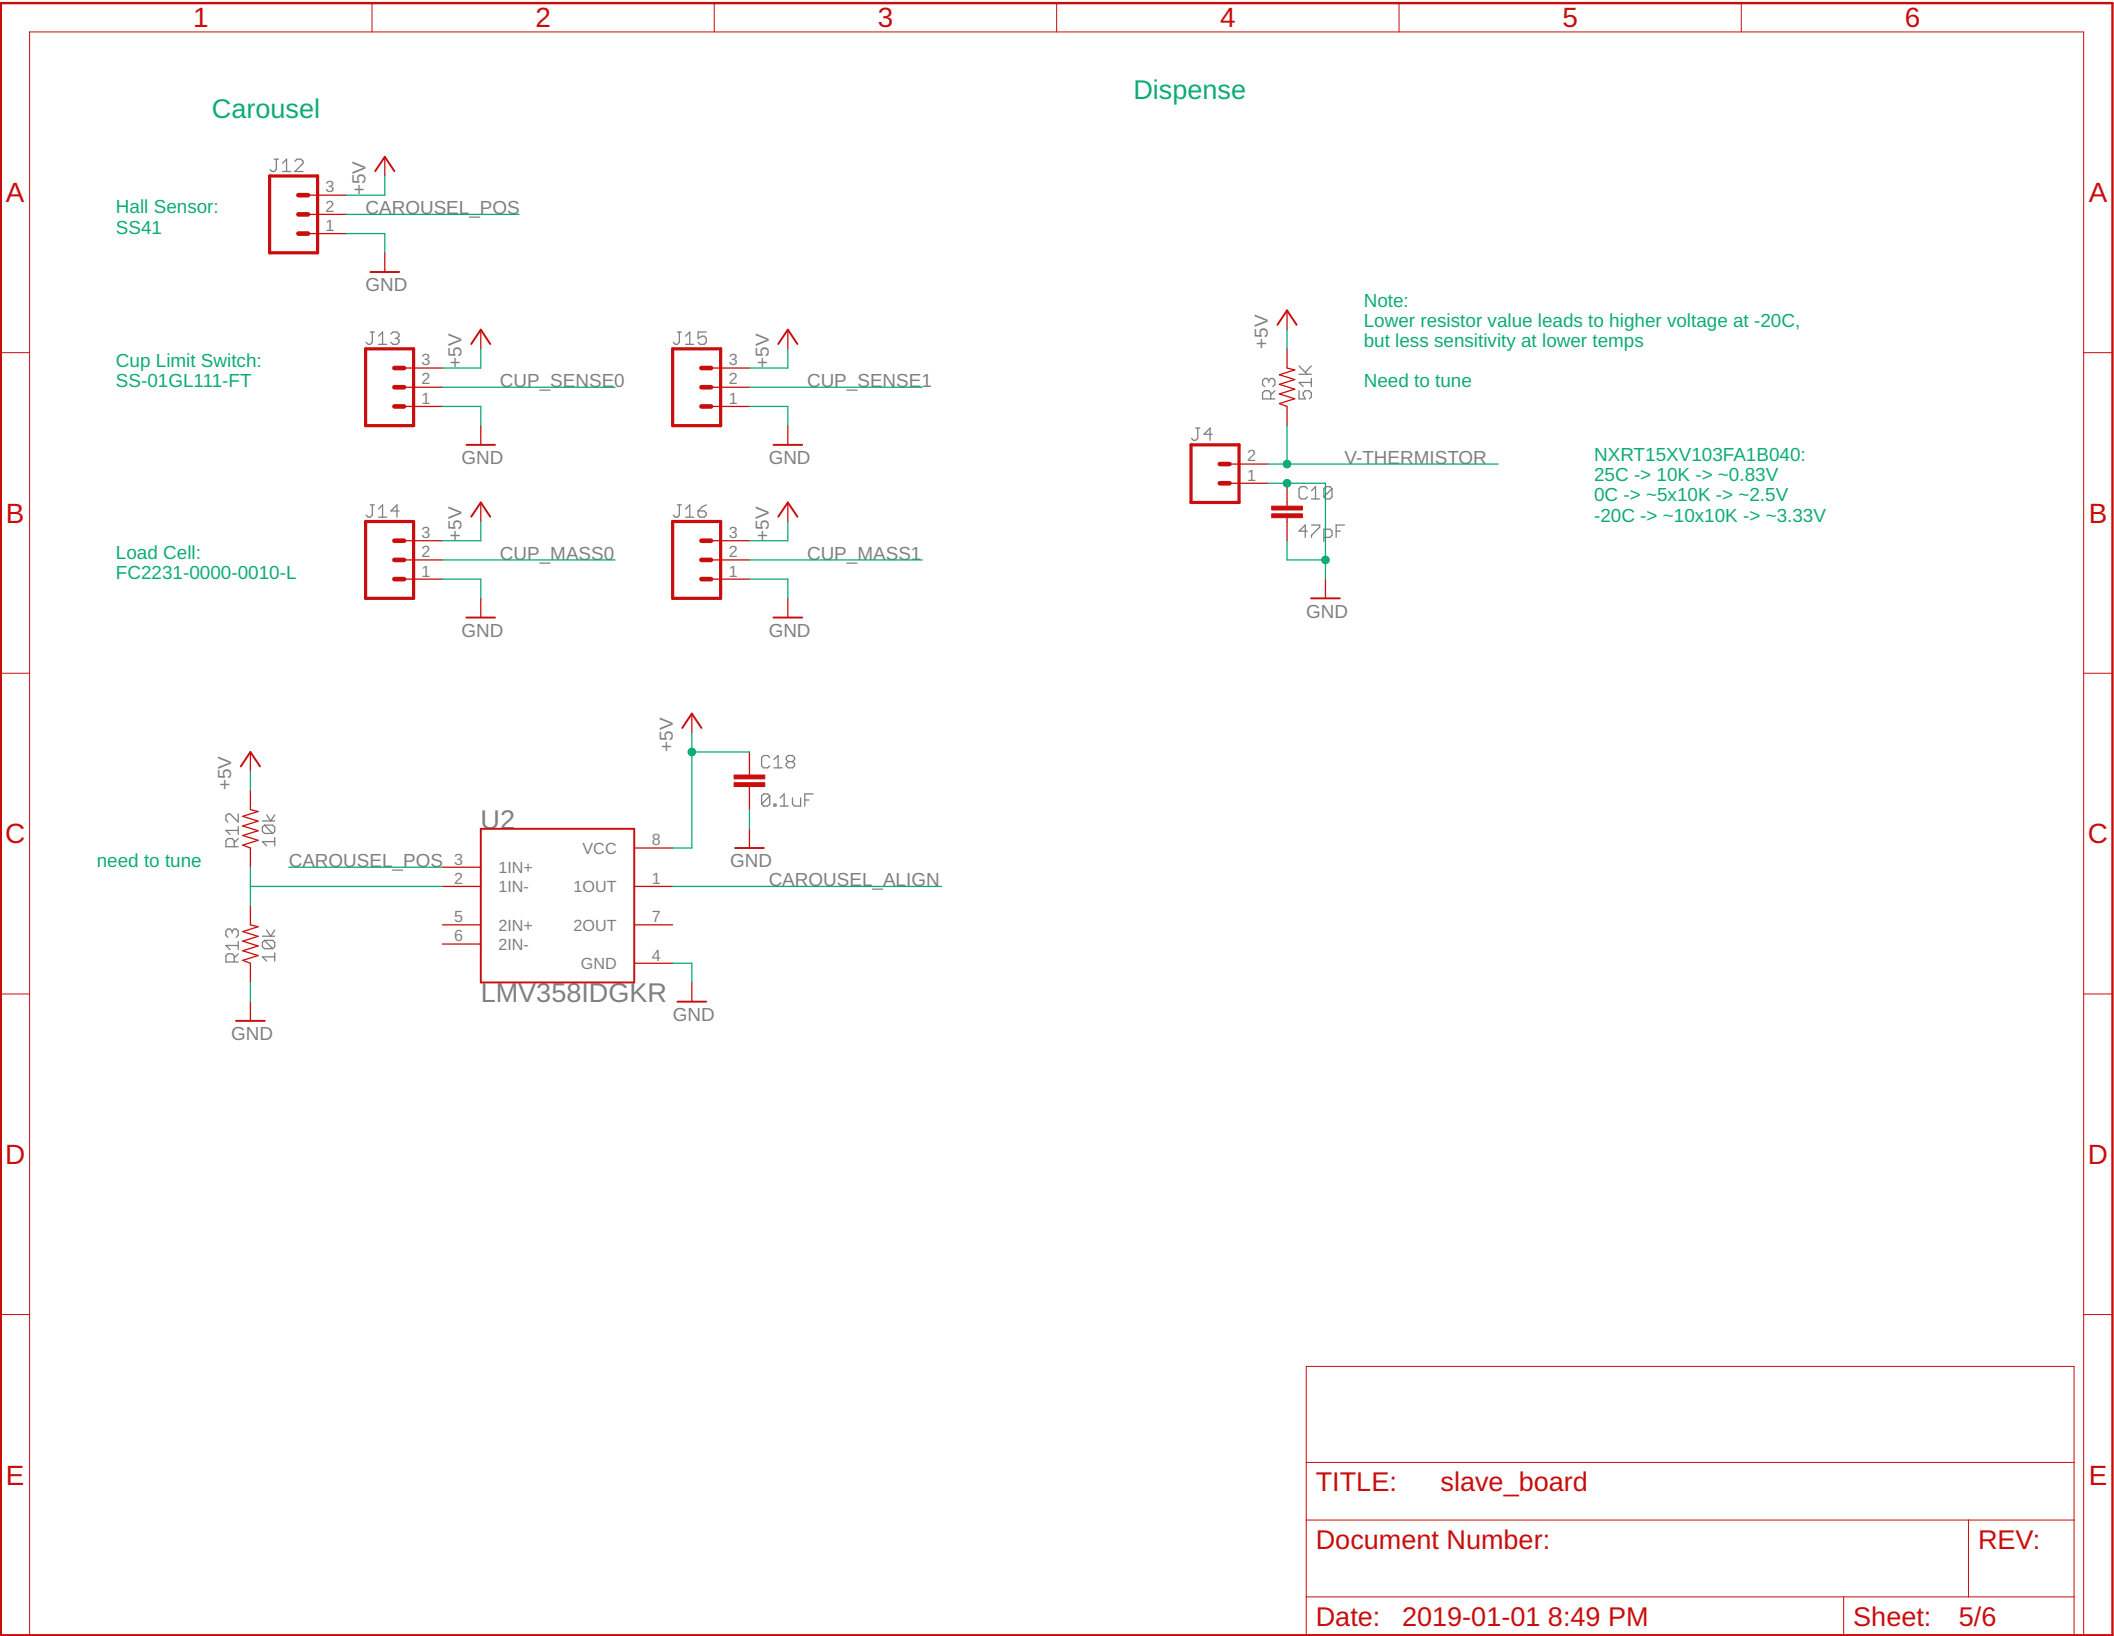 1 2 3 4 5 6
Carousel
Dispense
A
A
J12
+5V
3
2
1
CAROUSEL_POS
Hall Sensor:
SS41
GND
Cup Limit Switch:
SS-01GL111-FT
J13
+5V
3
2
1
CUP_SENSE0
GND
J15
+5V
3
2
1
CUP_SENSE1
GND
Note:
Lower resistor value leads to higher voltage at -20C,
but less sensitivity at lower temps
Need to tune
+5V
R3
51K
J4
2
1
V-THERMISTOR
C10
47pF
GND
NXRT15XV103FA1B040:
25C -> 10K -> ~0.83V
0C -> ~5x10K -> ~2.5V
-20C -> ~10x10K -> ~3.33V
B
B
Load Cell:
FC2231-0000-0010-L
J14
+5V
3
2
1
CUP_MASS0
GND
J16
+5V
3
2
1
CUP_MASS1
GND
C
C
+5V
R12
10k
need to tune
R13
10k
GND
CAROUSEL_POS
U2
3
2
5
6
1IN+
1IN-
2IN+
2IN-
VCC
1OUT
2OUT
GND
8
1
7
4
LMV358IDGKR
+5V
C18
0.1uF
GND
CAROUSEL_ALIGN
GND
D
D
E
E
TITLE: slave_board
Document Number:
REV:
Date: 2019-01-01 8:49 PM
Sheet: 5/6